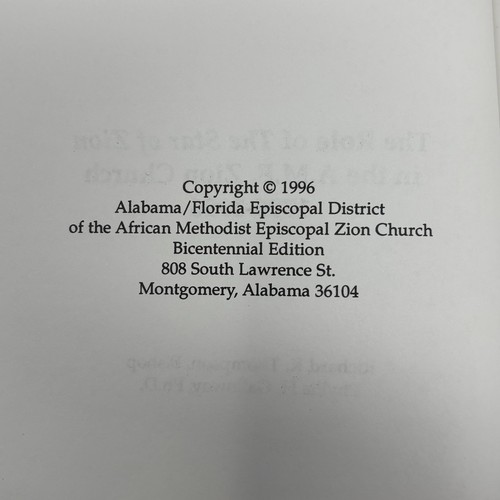 Copyright © 1996
Alabama/Florida Episcopal District
of the African Methodist Episcopal Zion Church
Bicentennial Edition
808 South Lawrence St.
Montgomery, Alabama 36104